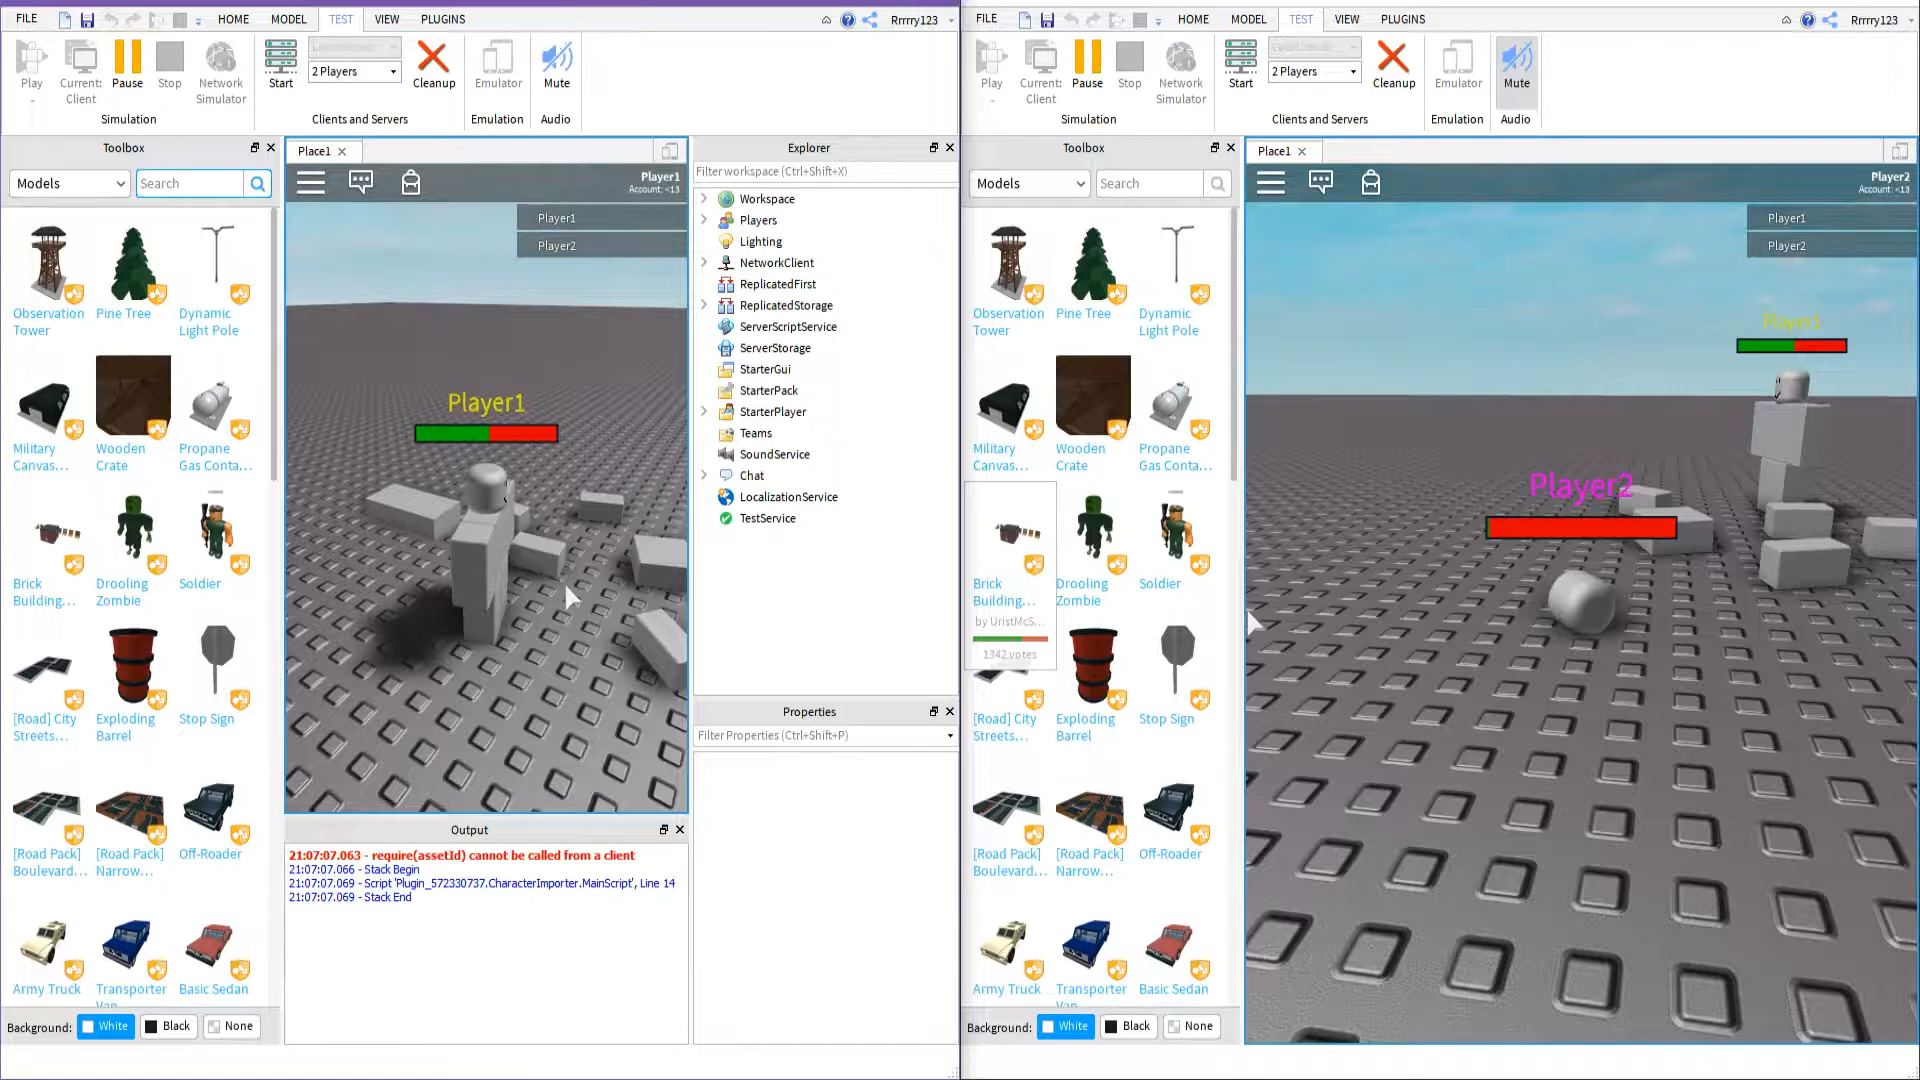 FILE
HOME
MODEL
TEST
VIEW
PLUGINS
Rrrrry123
Play
Current:
Client
Pause
Stop
Network
Simulator
Start
2 Players
Cleanup
Emulator
Mute
Simulation
Clients and Servers
Emulation
Audio
Toolbox
Models
Search
Observation
Tower
Pine Tree
Dynamic
Light Pole
Military
Canvas...
Wooden
Crate
Propane
Gas Conta...
Brick
Building...
Drooling
Zombie
Soldier
[Road] City
Streets...
Exploding
Barrel
Stop Sign
[Road Pack]
Boulevard...
[Road Pack]
Narrow...
Off-Roader
Army Truck
Transporter
Van
Basic Sedan
Background:
White
Black
None
Place1
Player1
Account: <13
Player1
Player2
Player1
Output
21:07:07.063 - require(assetId) cannot be called from a client
21:07:07.066 - Stack Begin
21:07:07.069 - Script 'Plugin_572330737.CharacterImporter.MainScript', Line 14
21:07:07.069 - Stack End
Explorer
Filter workspace (Ctrl+Shift+X)
Workspace
Players
Lighting
NetworkClient
ReplicatedFirst
ReplicatedStorage
ServerScriptService
ServerStorage
StarterGui
StarterPack
StarterPlayer
Teams
SoundService
Chat
LocalizationService
TestService
Properties
Filter Properties (Ctrl+Shift+P)
FILE
HOME
MODEL
TEST
VIEW
PLUGINS
Rrrrry123
Play
Current:
Client
Pause
Stop
Network
Simulator
Start
2 Players
Cleanup
Emulator
Mute
Simulation
Clients and Servers
Emulation
Audio
Toolbox
Models
Search
Observation
Tower
Pine Tree
Dynamic
Light Pole
Military
Canvas...
Wooden
Crate
Propane
Gas Conta...
Brick
Building...
by UristMcS...
1342 votes
Drooling
Zombie
Soldier
[Road] City
Streets...
Exploding
Barrel
Stop Sign
[Road Pack]
Boulevard...
[Road Pack]
Narrow...
Off-Roader
Army Truck
Transporter
Van
Basic Sedan
Background:
White
Black
None
Place1
Player2
Account: <13
Player1
Player2
Player1
Player2